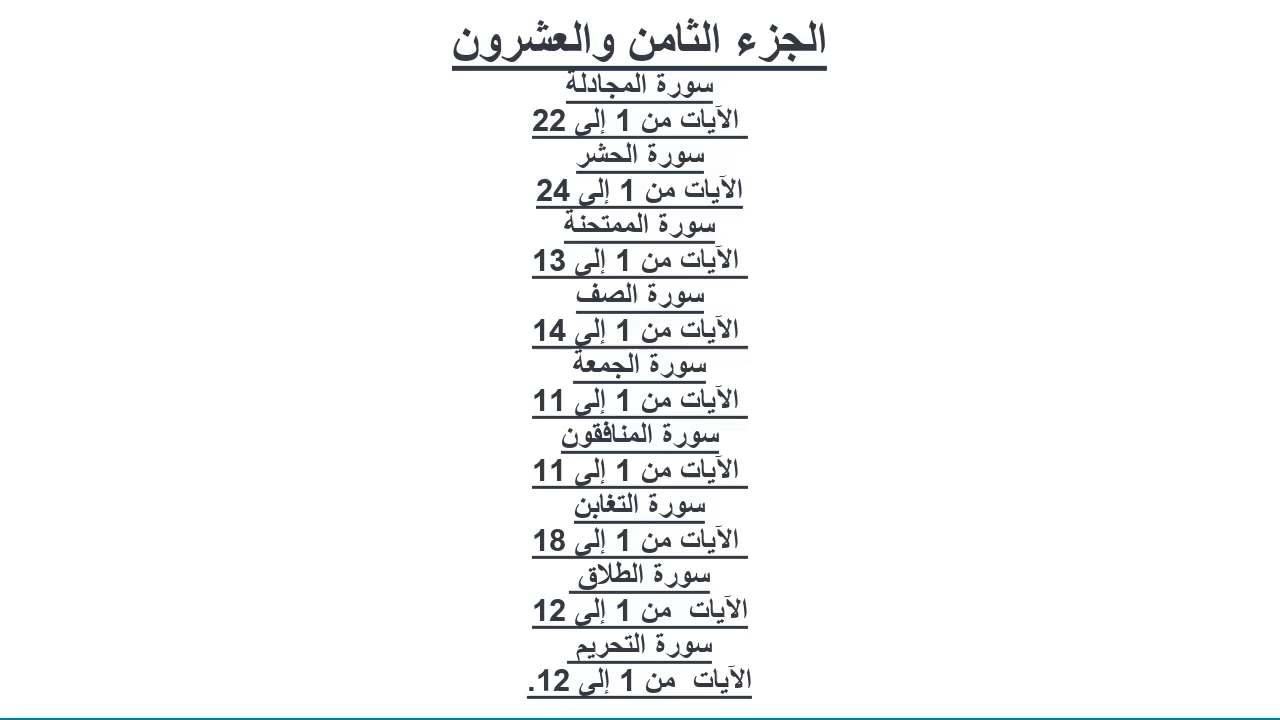 الجزء الثامن والعشرون
سورة المجادلة
الآيات من 1 إلى 22
سورة الحشر
الآيات من 1 إلى 24
سورة الممتحنة
الآيات من 1 إلى 13
سورة الصف
الآيات من 1 إلى 14
سورة الجمعة
الآيات من 1 إلى 11
سورة المنافقون
الآيات من 1 إلى 11
سورة التغابن
الآيات من 1 إلى 18
سورة الطلاق
الآيات من 1 إلى 12
سورة التحريم
الآيات من 1 إلى 12.